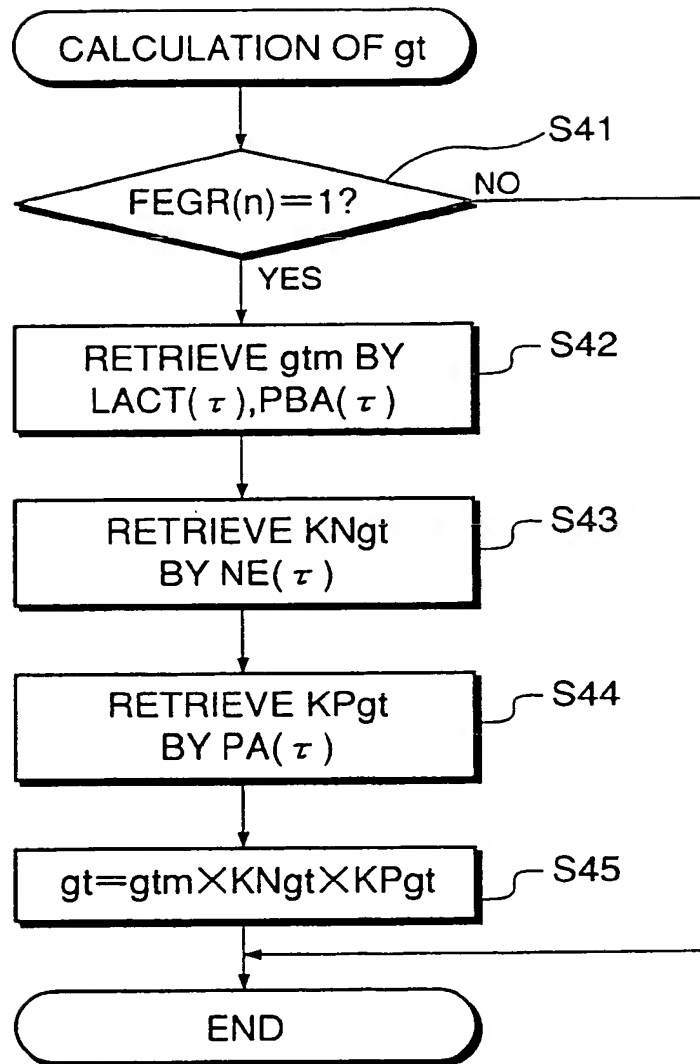 CALCULATION OF gt
S41
FEGR(n)=1?
NO
YES
RETRIEVE gtm BY
LACT(τ),PBA(τ)
S42
RETRIEVE KNgt
BY NE(τ)
S43
RETRIEVE KPgt
BY PA(τ)
S44
gt=gtm×KNgt×KPgt
S45
END